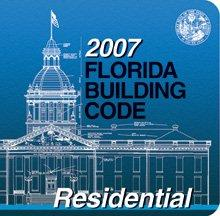 2007
FLORIDA
BUILDING
CODE
Residential